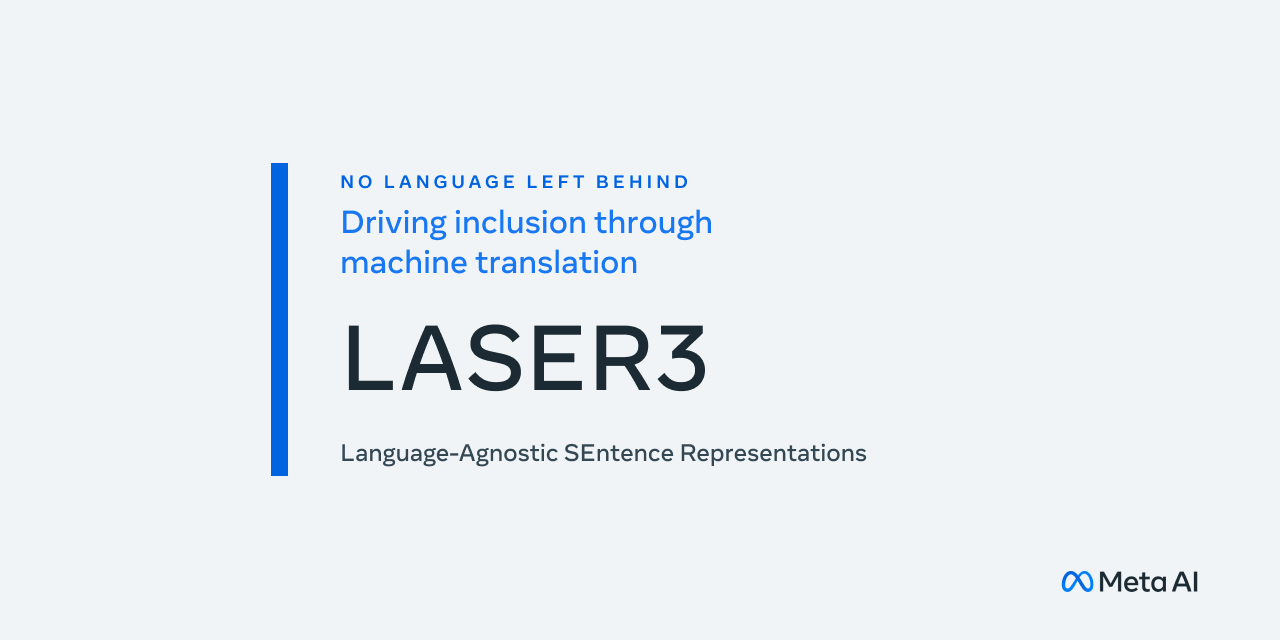 NO LANGUAGE LEFT BEHIND
Driving inclusion through
machine translation
LASER3
Language-Agnostic SEntence Representations
Meta AI